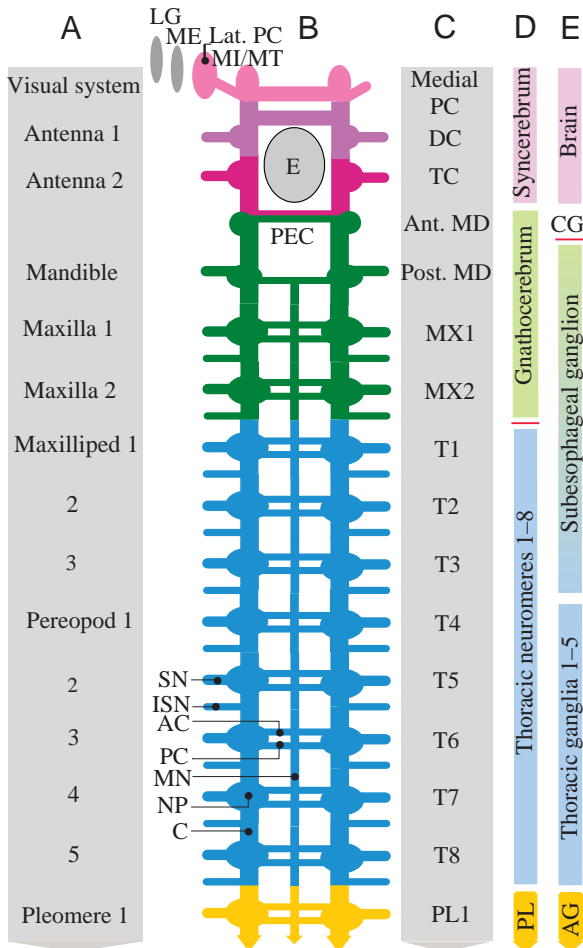 A
B
C
D
E
LG
ME
Lat. PC
MI/MT
Visual system
Antenna 1
Antenna 2
Mandible
Maxilla 1
Maxilla 2
Maxilliped 1
2
3
Pereopod 1
2
3
4
5
Pleomere 1
E
PEC
SN
ISN
AC
PC
MN
NP
C
Medial
PC
DC
TC
Ant. MD
Post. MD
MX1
MX2
T1
T2
T3
T4
T5
T6
T7
T8
PL1
Syncerebrum
Gnathocerebrum
Thoracic neuromeres 1–8
PL
Brain
CG
Subesophageal ganglion
Thoracic ganglia 1–5
AG